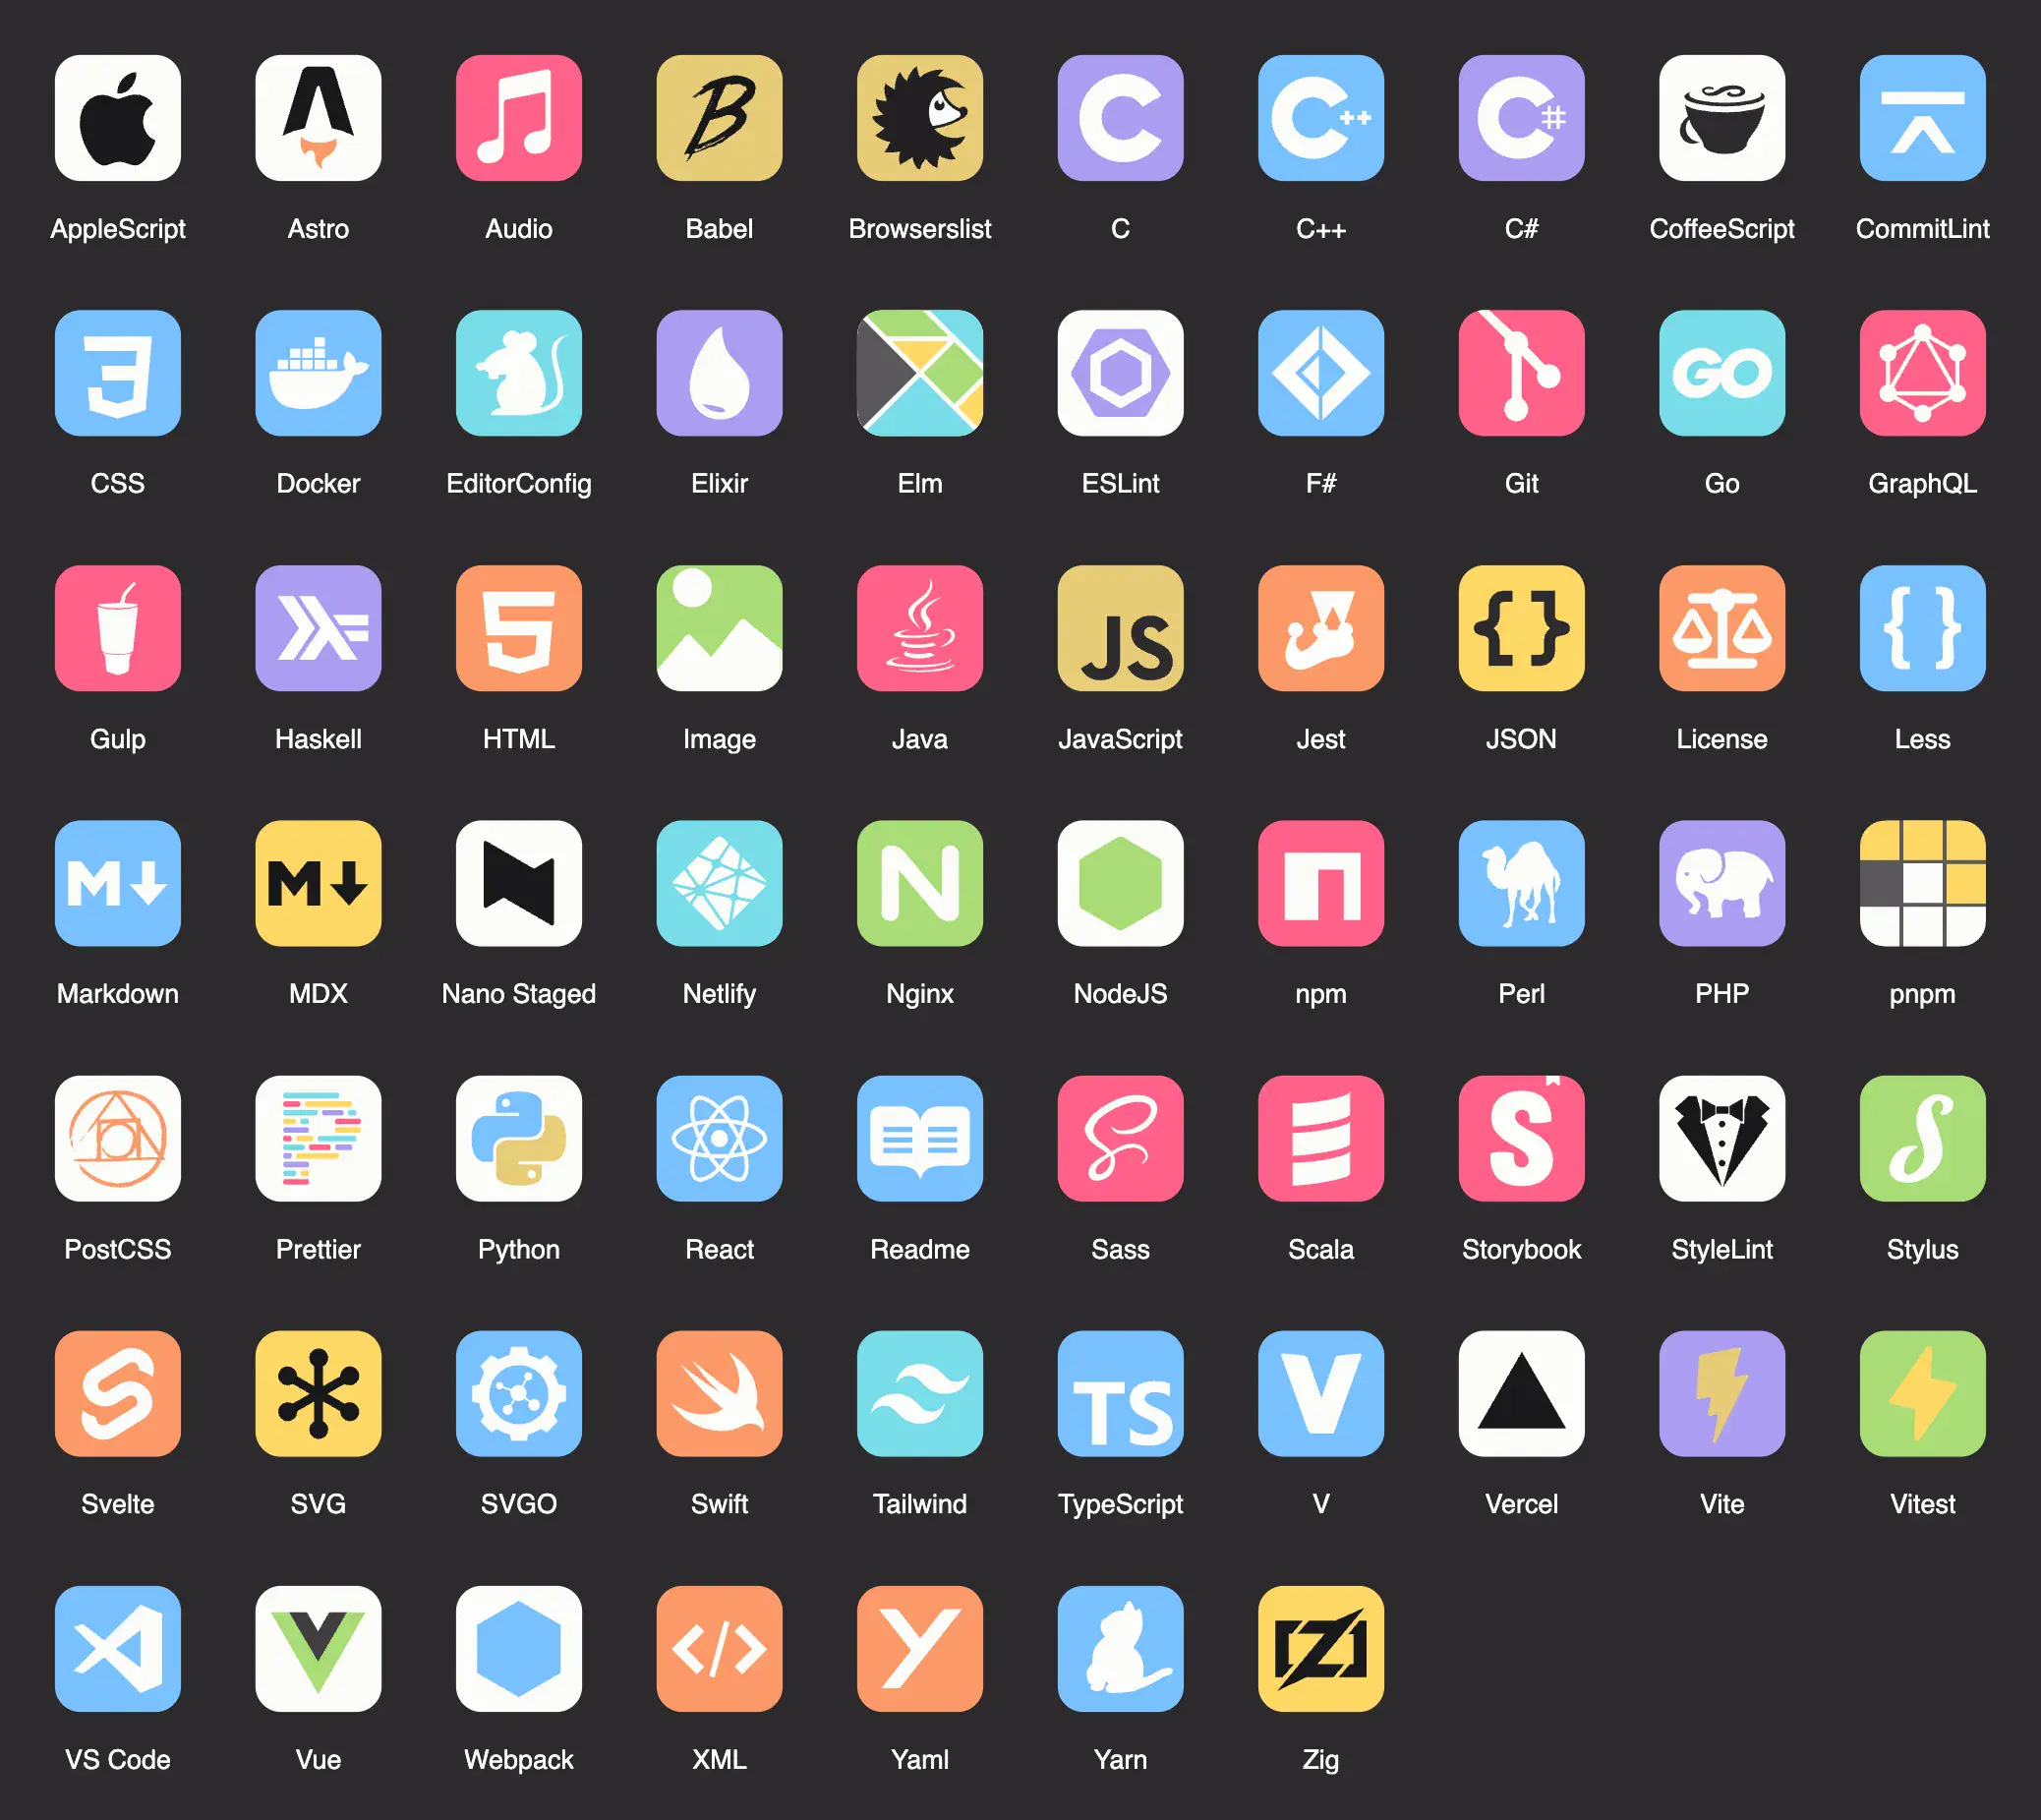 AppleScript Astro Audio Babel Browserslist C C++ C# CoffeeScript CommitLint
CSS Docker EditorConfig Elixir Elm ESLint F# Git GO Go GraphQL
Gulp Haskell HTML Image Java JS JavaScript Jest JSON License Less
M M Markdown MDX Nano Staged Netlify N Nginx NodeJS npm Perl PHP pnpm
PostCSS Prettier Python React Readme Sass Scala S Storybook StyleLint Stylus
Svelte SVG SVGO Swift Tailwind TS TypeScript V V Vercel Vite Vitest
VS Code Vue Webpack </> XML Y Yaml Yarn Z Zig